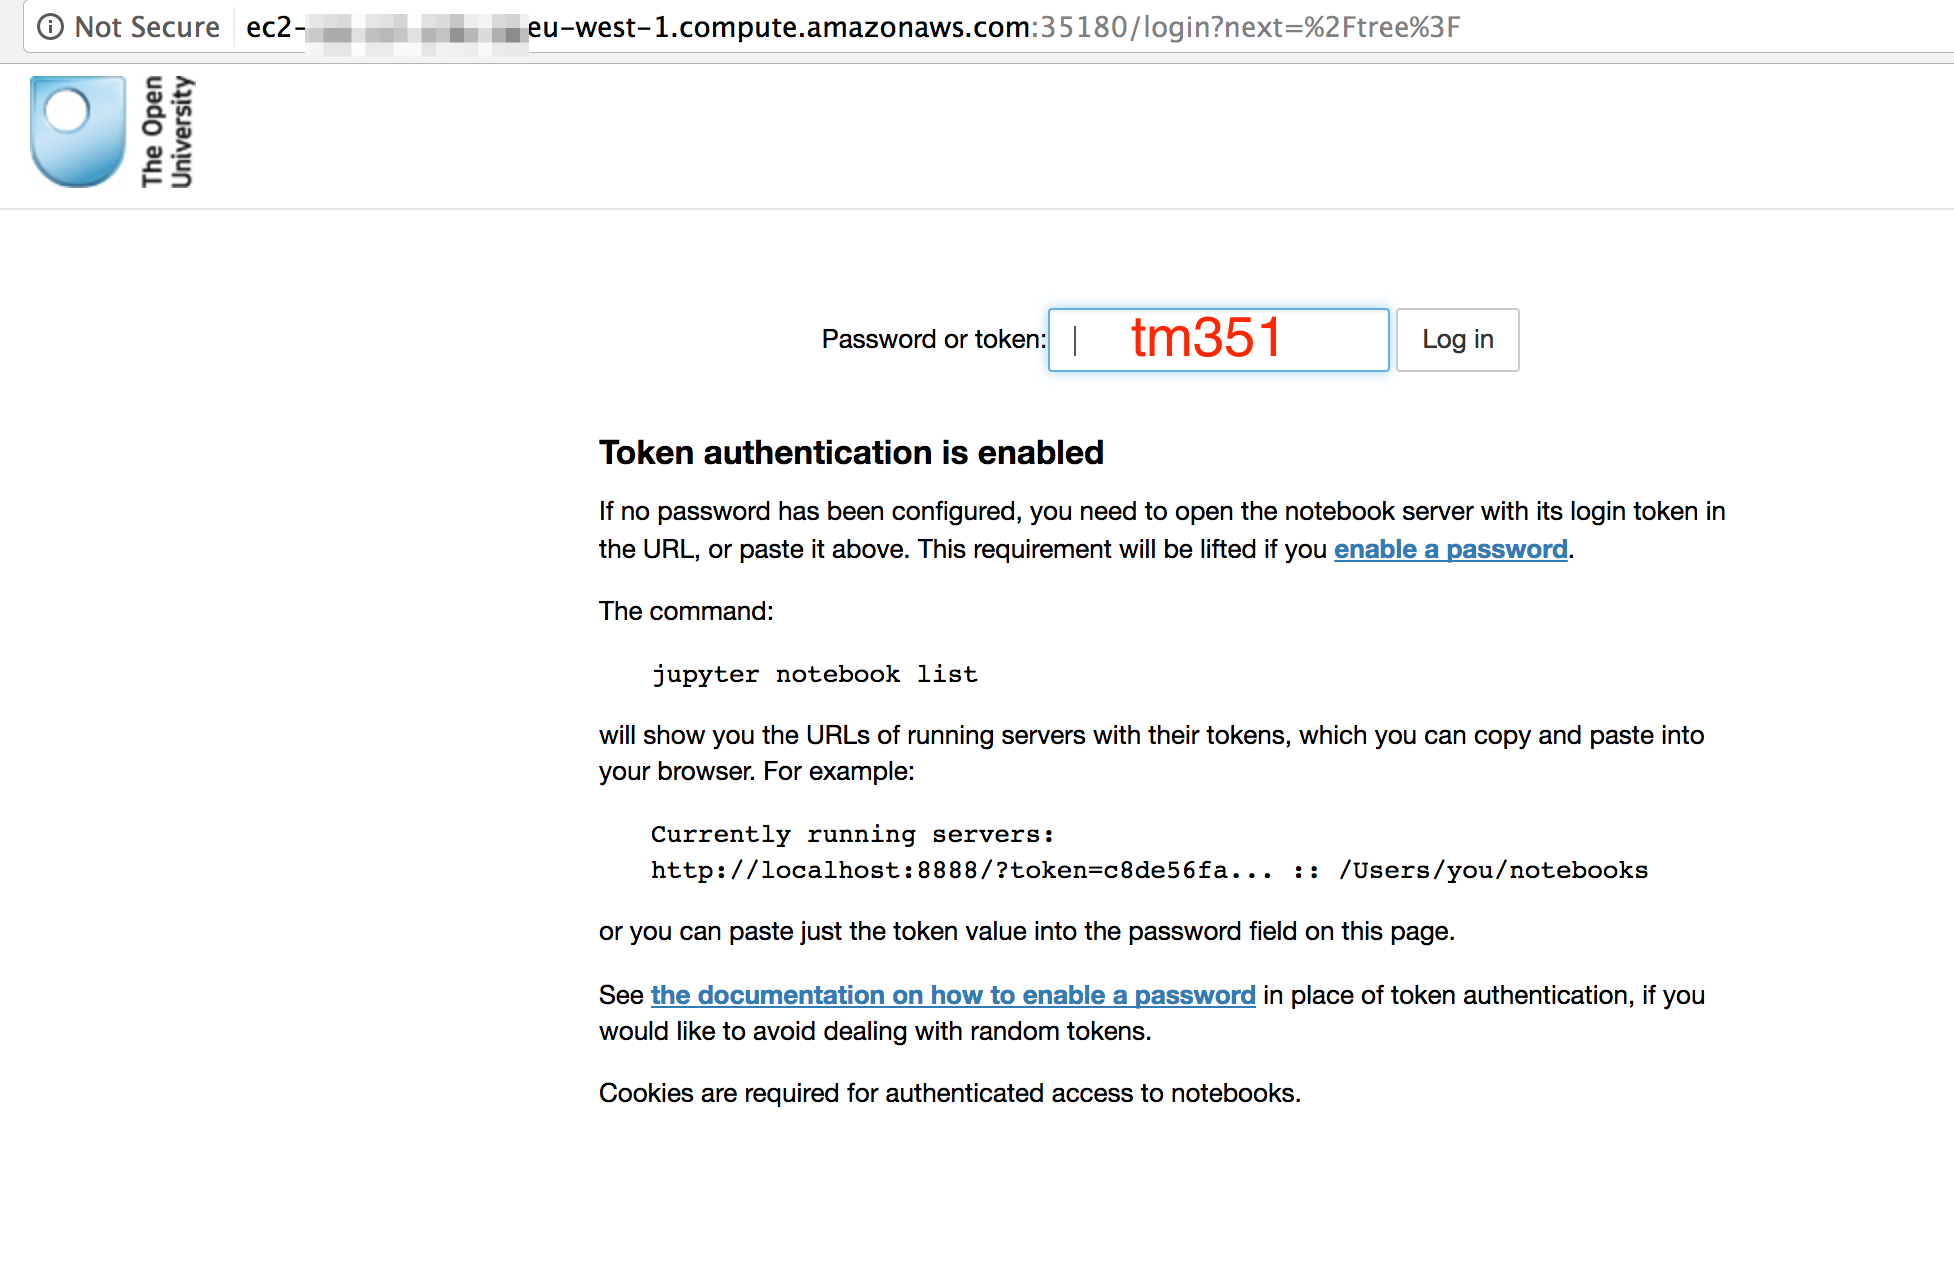 Not Secure ec2- eu-west-1.compute.amazonaws.com:35180/login?next=%2Ftree%3F
The Open
University
Password or token: tm351 Log in
Token authentication is enabled
If no password has been configured, you need to open the notebook server with its login token in
the URL, or paste it above. This requirement will be lifted if you enable a password.
The command:
jupyter notebook list
will show you the URLs of running servers with their tokens, which you can copy and paste into
your browser. For example:
Currently running servers:
http://localhost:8888/?token=c8de56fa... :: /Users/you/notebooks
or you can paste just the token value into the password field on this page.
See the documentation on how to enable a password in place of token authentication, if you
would like to avoid dealing with random tokens.
Cookies are required for authenticated access to notebooks.